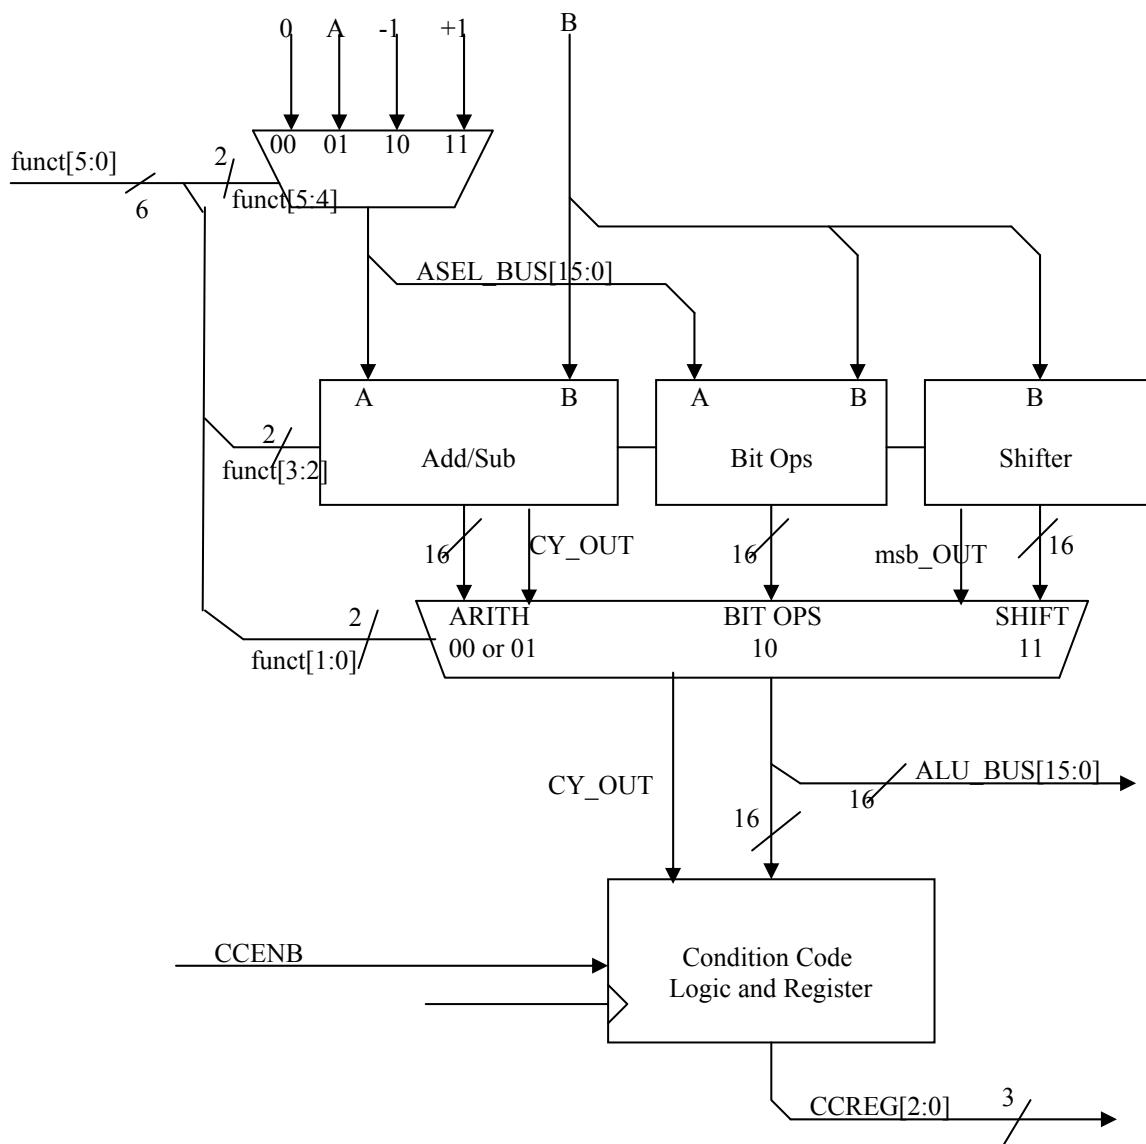 0 A -1 +1 B
00 01 10 11
funct[5:0]
2
6
funct[5:4]
ASEL_BUS[15:0]
A B A B B
2
funct[3:2]
Add/Sub
Bit Ops
Shifter
16
CY_OUT
16
msb_OUT
16
ARITH
00 or 01
BIT OPS
10
SHIFT
11
2
funct[1:0]
CY_OUT
16
ALU_BUS[15:0]
16
CCENB
Condition Code
Logic and Register
CCREG[2:0]
3